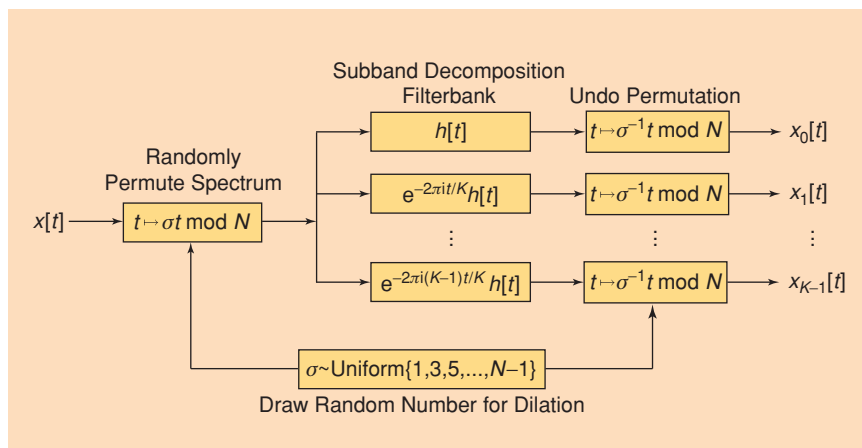 Subband Decomposition
Filterbank
Undo Permutation
h[t]
t ↦ σ⁻¹t mod N
x₀[t]
Randomly
Permute Spectrum
x[t]
t ↦ σt mod N
e^{−2πit/K}h[t]
t ↦ σ⁻¹t mod N
x₁[t]
⋮
⋮
⋮
e^{−2πi(K−1)t/K}h[t]
t ↦ σ⁻¹t mod N
x_{K−1}[t]
σ~Uniform{1,3,5,...,N−1}
Draw Random Number for Dilation